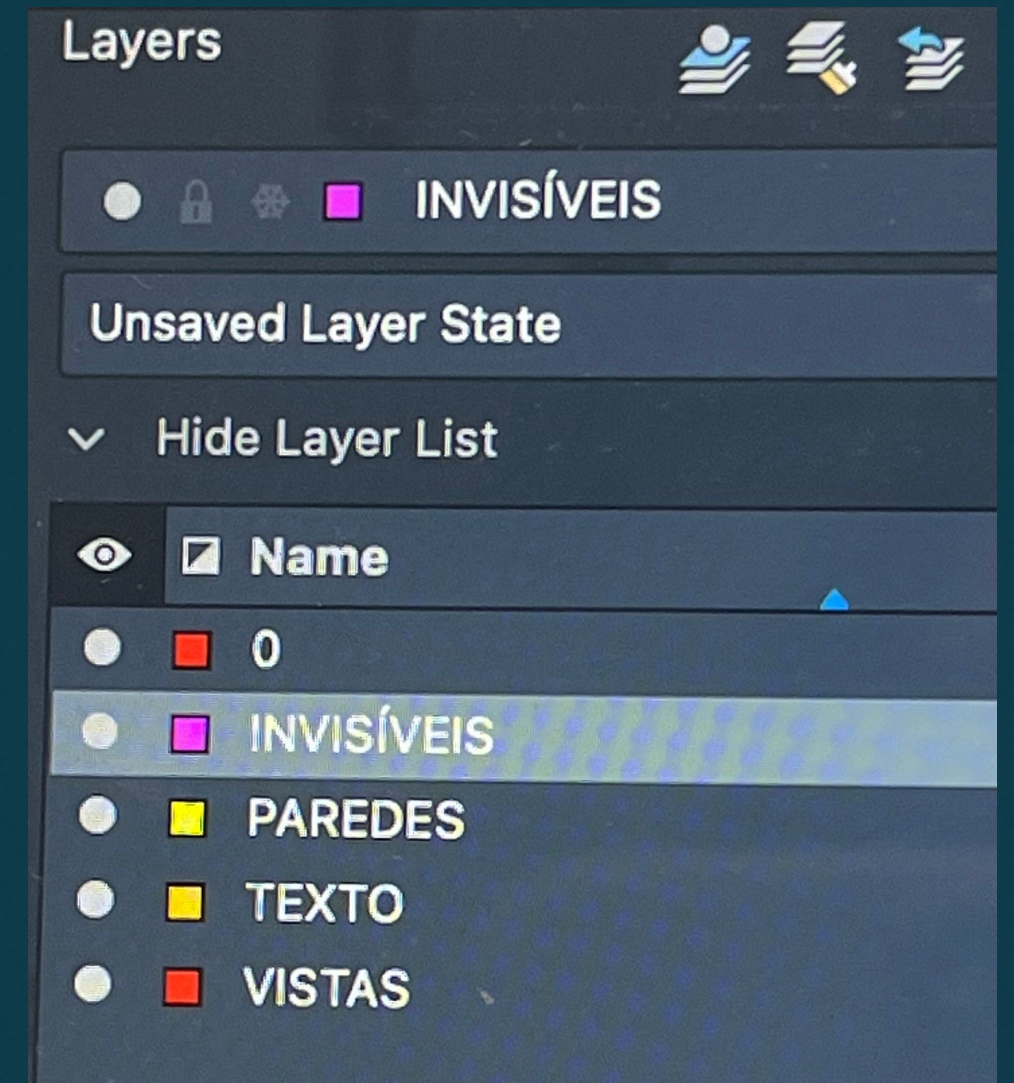 Layers
INVISÍVEIS
Unsaved Layer State
Hide Layer List
Name
0
INVISÍVEIS
PAREDES
TEXTO
VISTAS